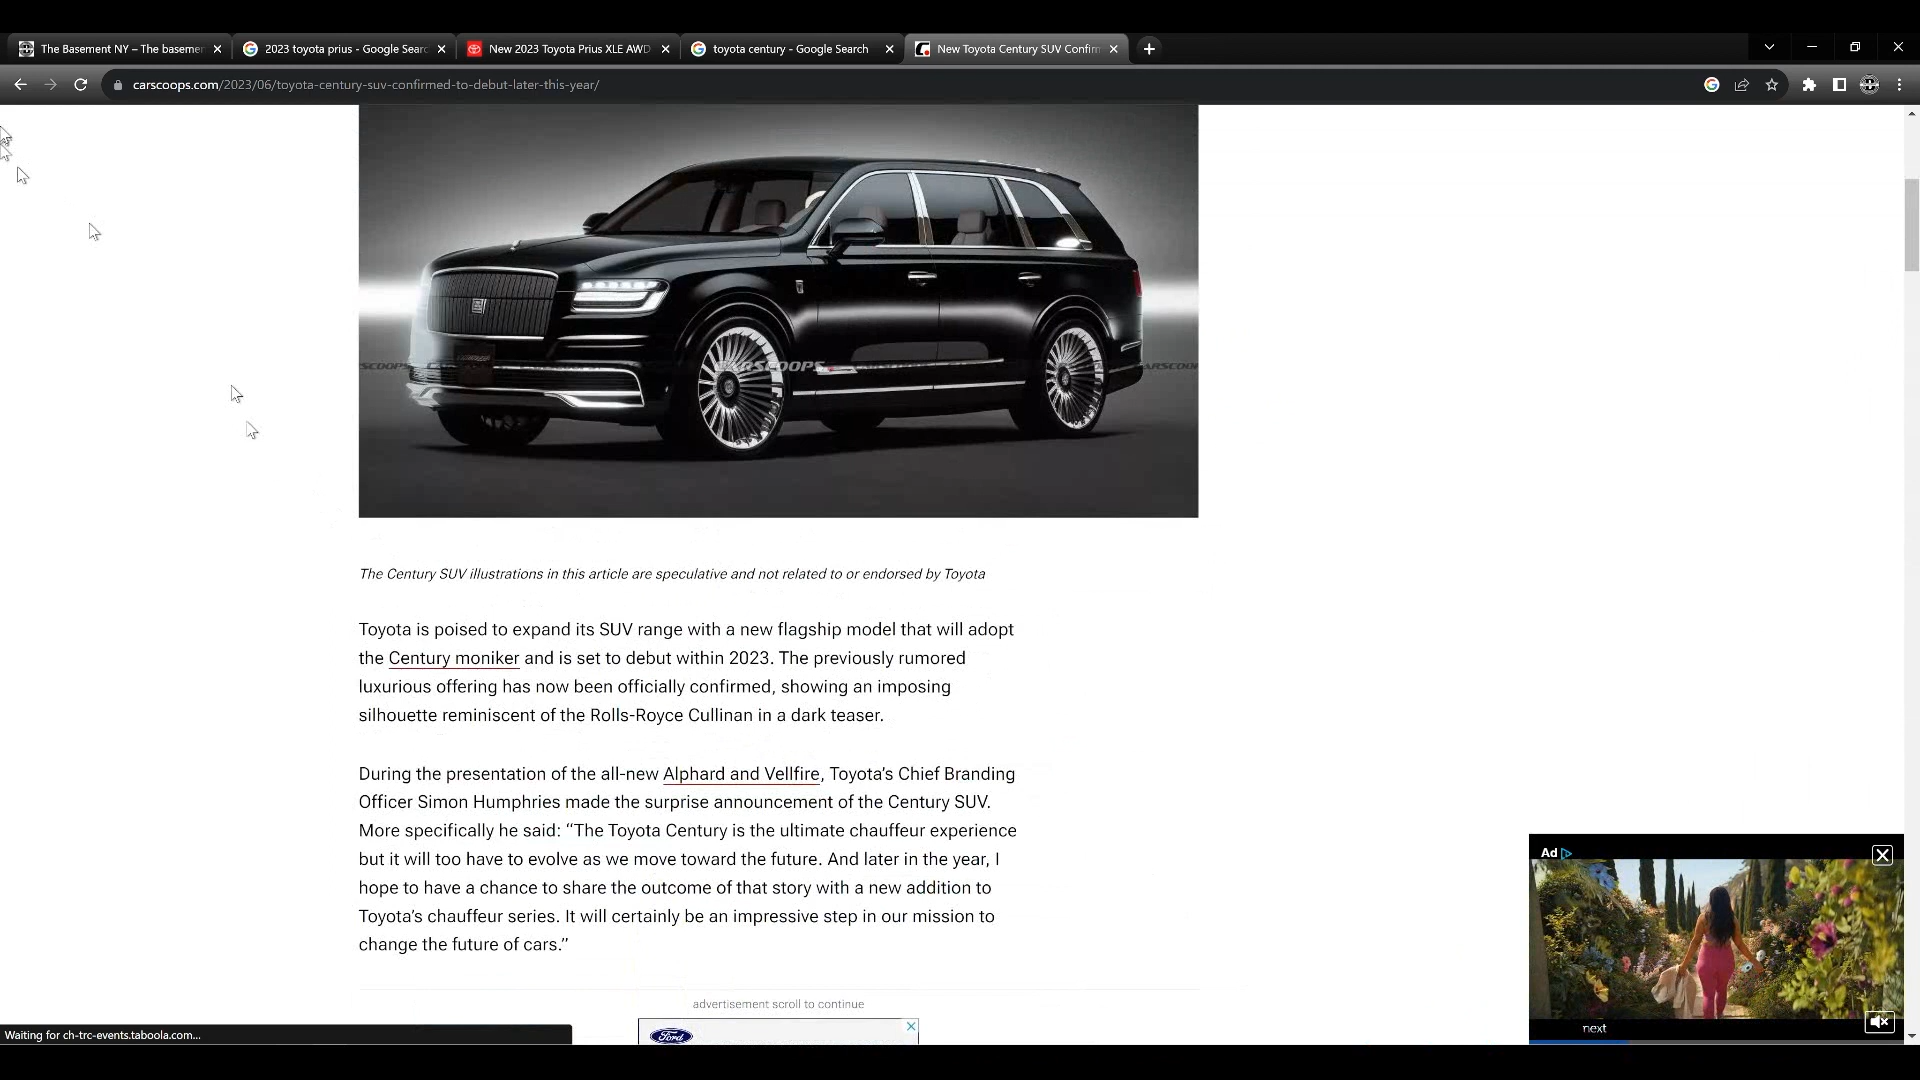 The Basement NY – The basemen
2023 toyota prius - Google Searc
New 2023 Toyota Prius XLE AWD
toyota century - Google Search
New Toyota Century SUV Confirm
carscoops.com/2023/06/toyota-century-suv-confirmed-to-debut-later-this-year/
CARSCOOPS
The Century SUV illustrations in this article are speculative and not related to or endorsed by Toyota
Toyota is poised to expand its SUV range with a new flagship model that will adopt
the Century moniker and is set to debut within 2023. The previously rumored
luxurious offering has now been officially confirmed, showing an imposing
silhouette reminiscent of the Rolls-Royce Cullinan in a dark teaser.
During the presentation of the all-new Alphard and Vellfire, Toyota’s Chief Branding
Officer Simon Humphries made the surprise announcement of the Century SUV.
More specifically he said: “The Toyota Century is the ultimate chauffeur experience
but it will too have to evolve as we move toward the future. And later in the year, I
hope to have a chance to share the outcome of that story with a new addition to
Toyota’s chauffeur series. It will certainly be an impressive step in our mission to
change the future of cars.”
Ad
next
advertisement scroll to continue
Ford
Waiting for ch-trc-events.taboola.com...